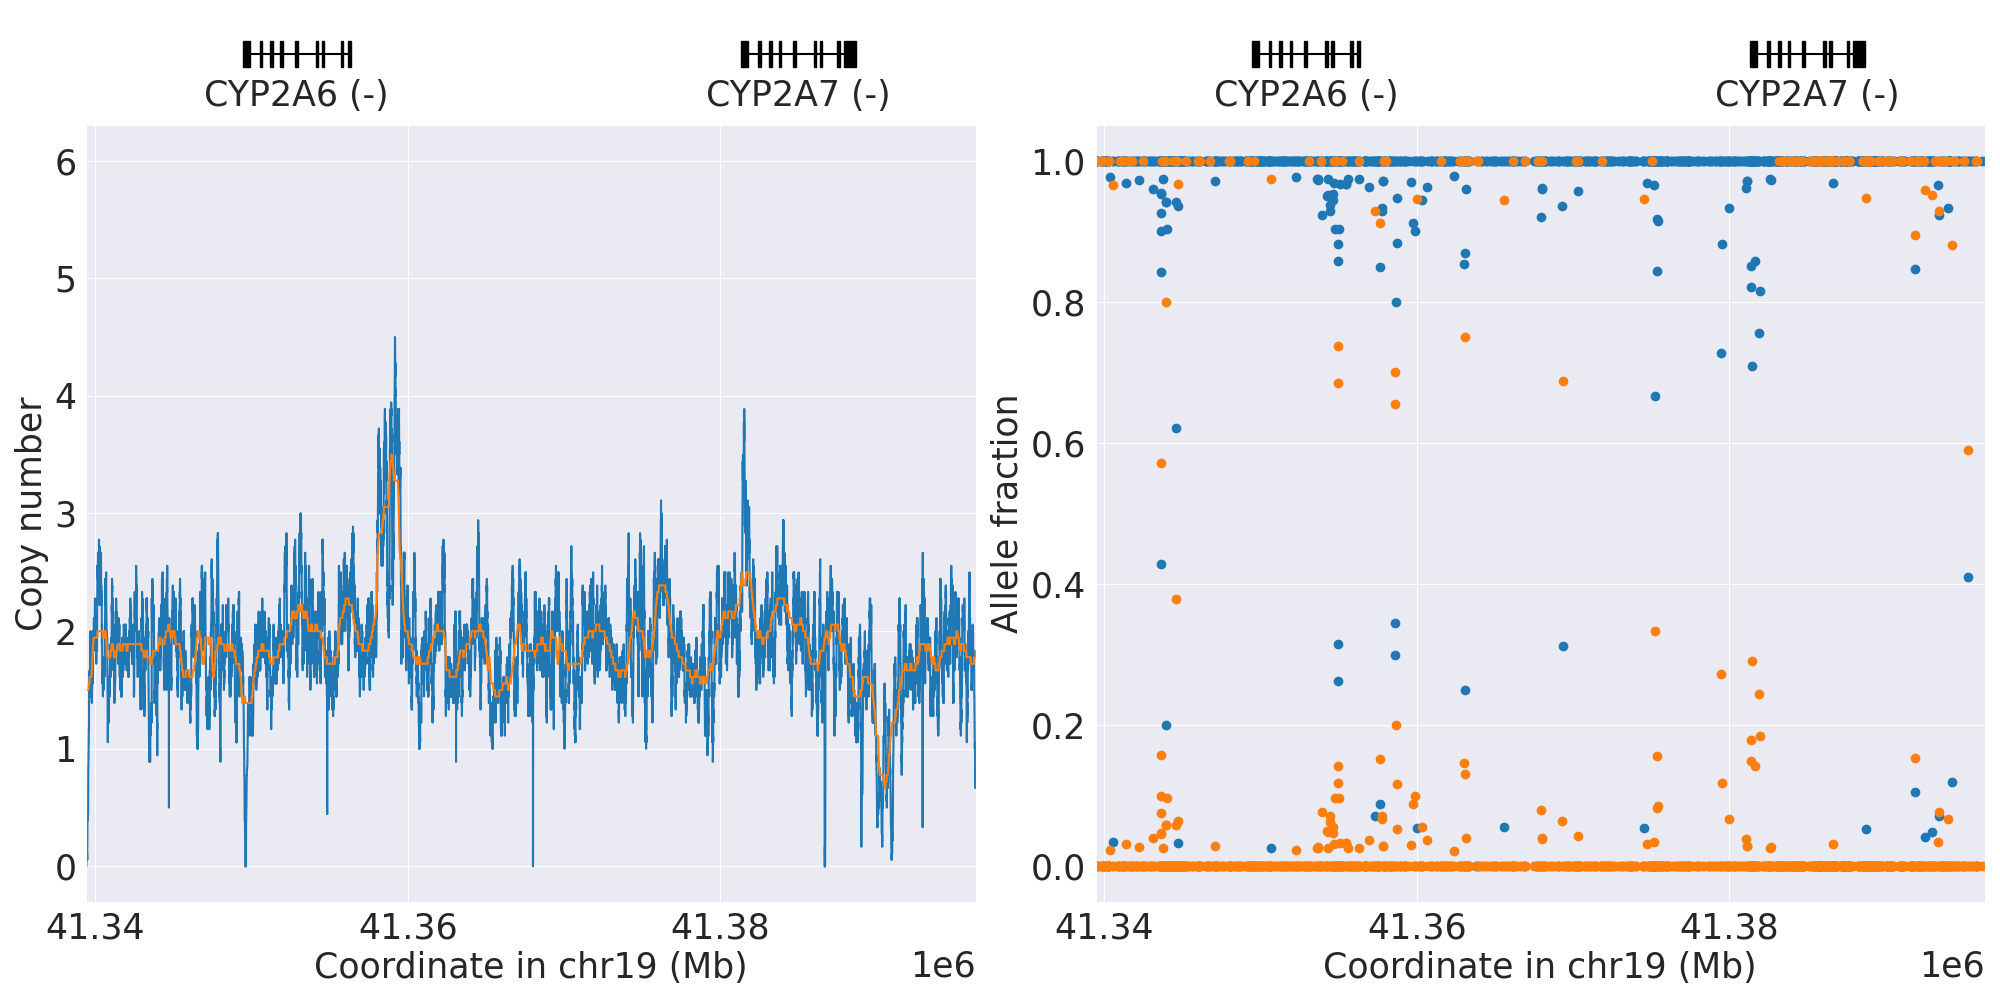 CYP2A6 (-)
CYP2A7 (-)
6
5
4
3
2
1
0
Copy number
41.34
41.36
41.38
Coordinate in chr19 (Mb)
1e6
CYP2A6 (-)
CYP2A7 (-)
1.0
0.8
0.6
0.4
0.2
0.0
Allele fraction
41.34
41.36
41.38
Coordinate in chr19 (Mb)
1e6